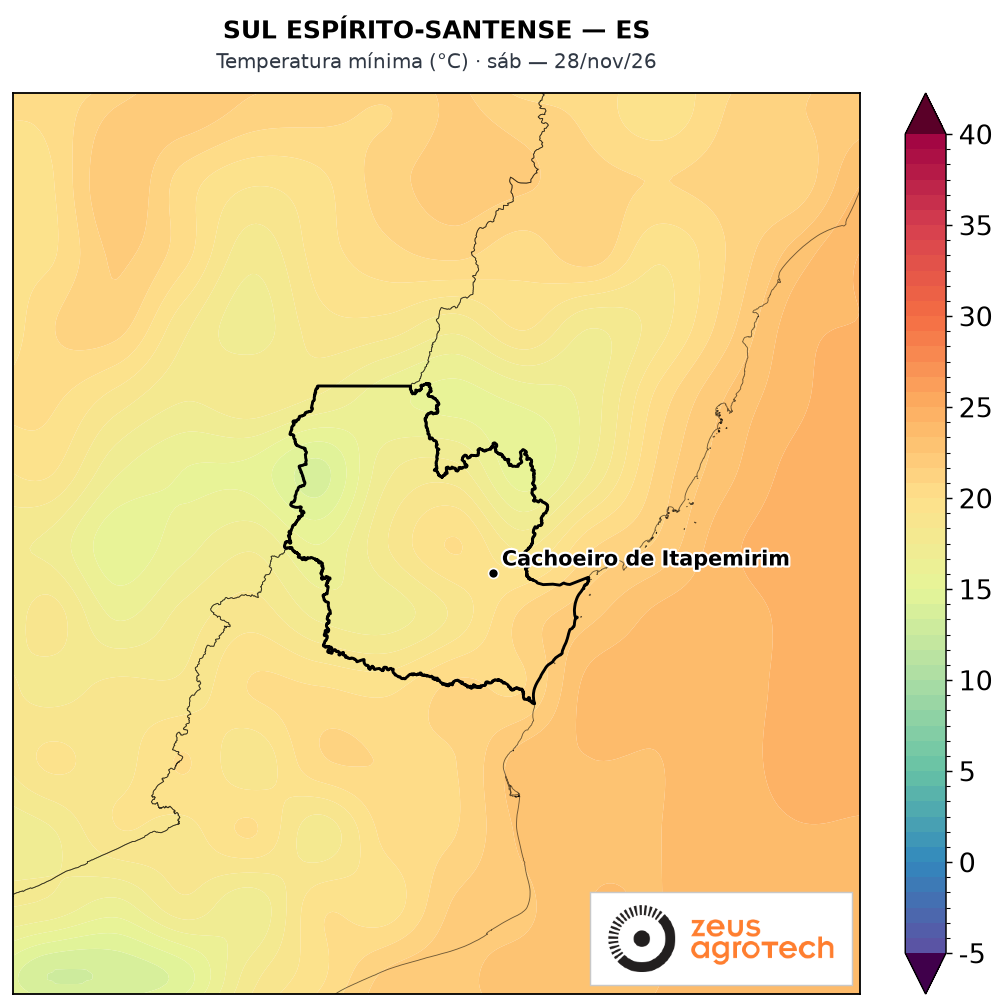 SUL ESPÍRITO-SANTENSE — ES
Temperatura mínima (°C) · sáb — 28/nov/26
40
35
30
25
20
15
10
5
0
-5
Cachoeiro de Itapemirim
zeus
agrotech